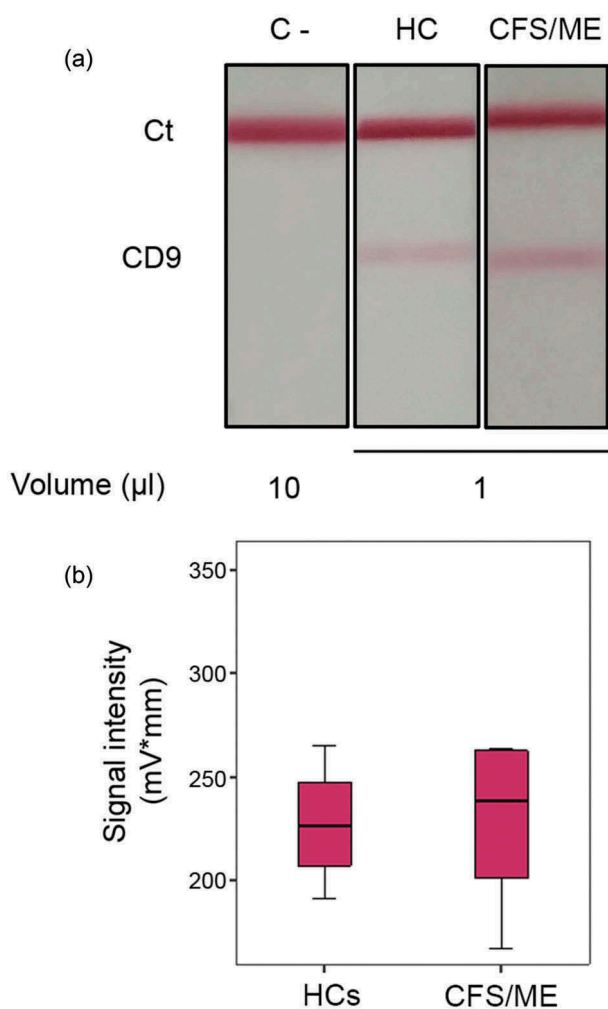 C - HC CFS/ME
(a)
Ct
CD9
Volume (µl) 10 1
(b)
Signal intensity
(mV*mm)
350
300
250
200
HCs CFS/ME